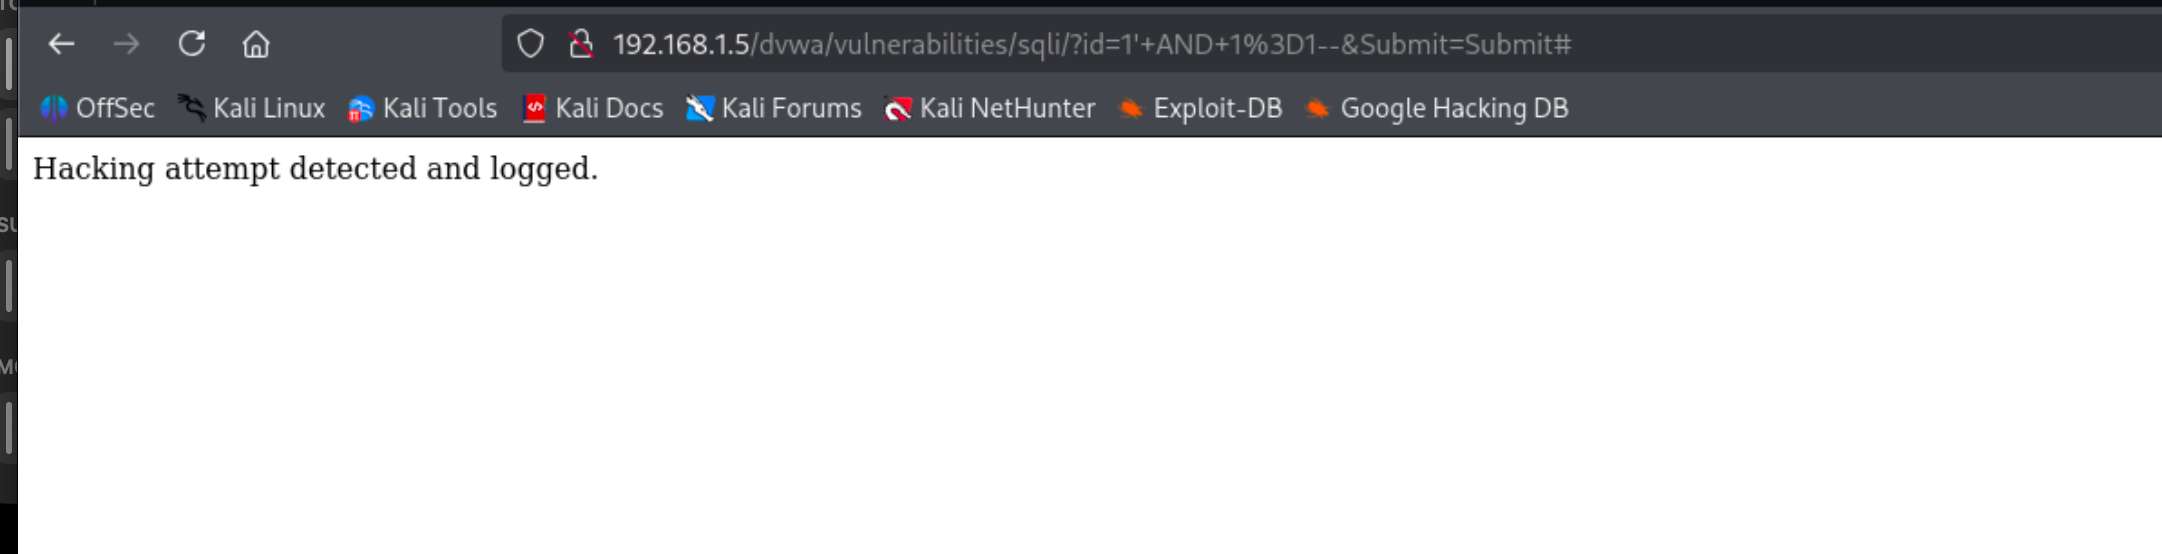 192.168.1.5/dvwa/vulnerabilities/sqli/?id=1'+AND+1%3D1--&Submit=Submit#
OffSec Kali Linux Kali Tools Kali Docs Kali Forums Kali NetHunter Exploit-DB Google Hacking DB
Hacking attempt detected and logged.